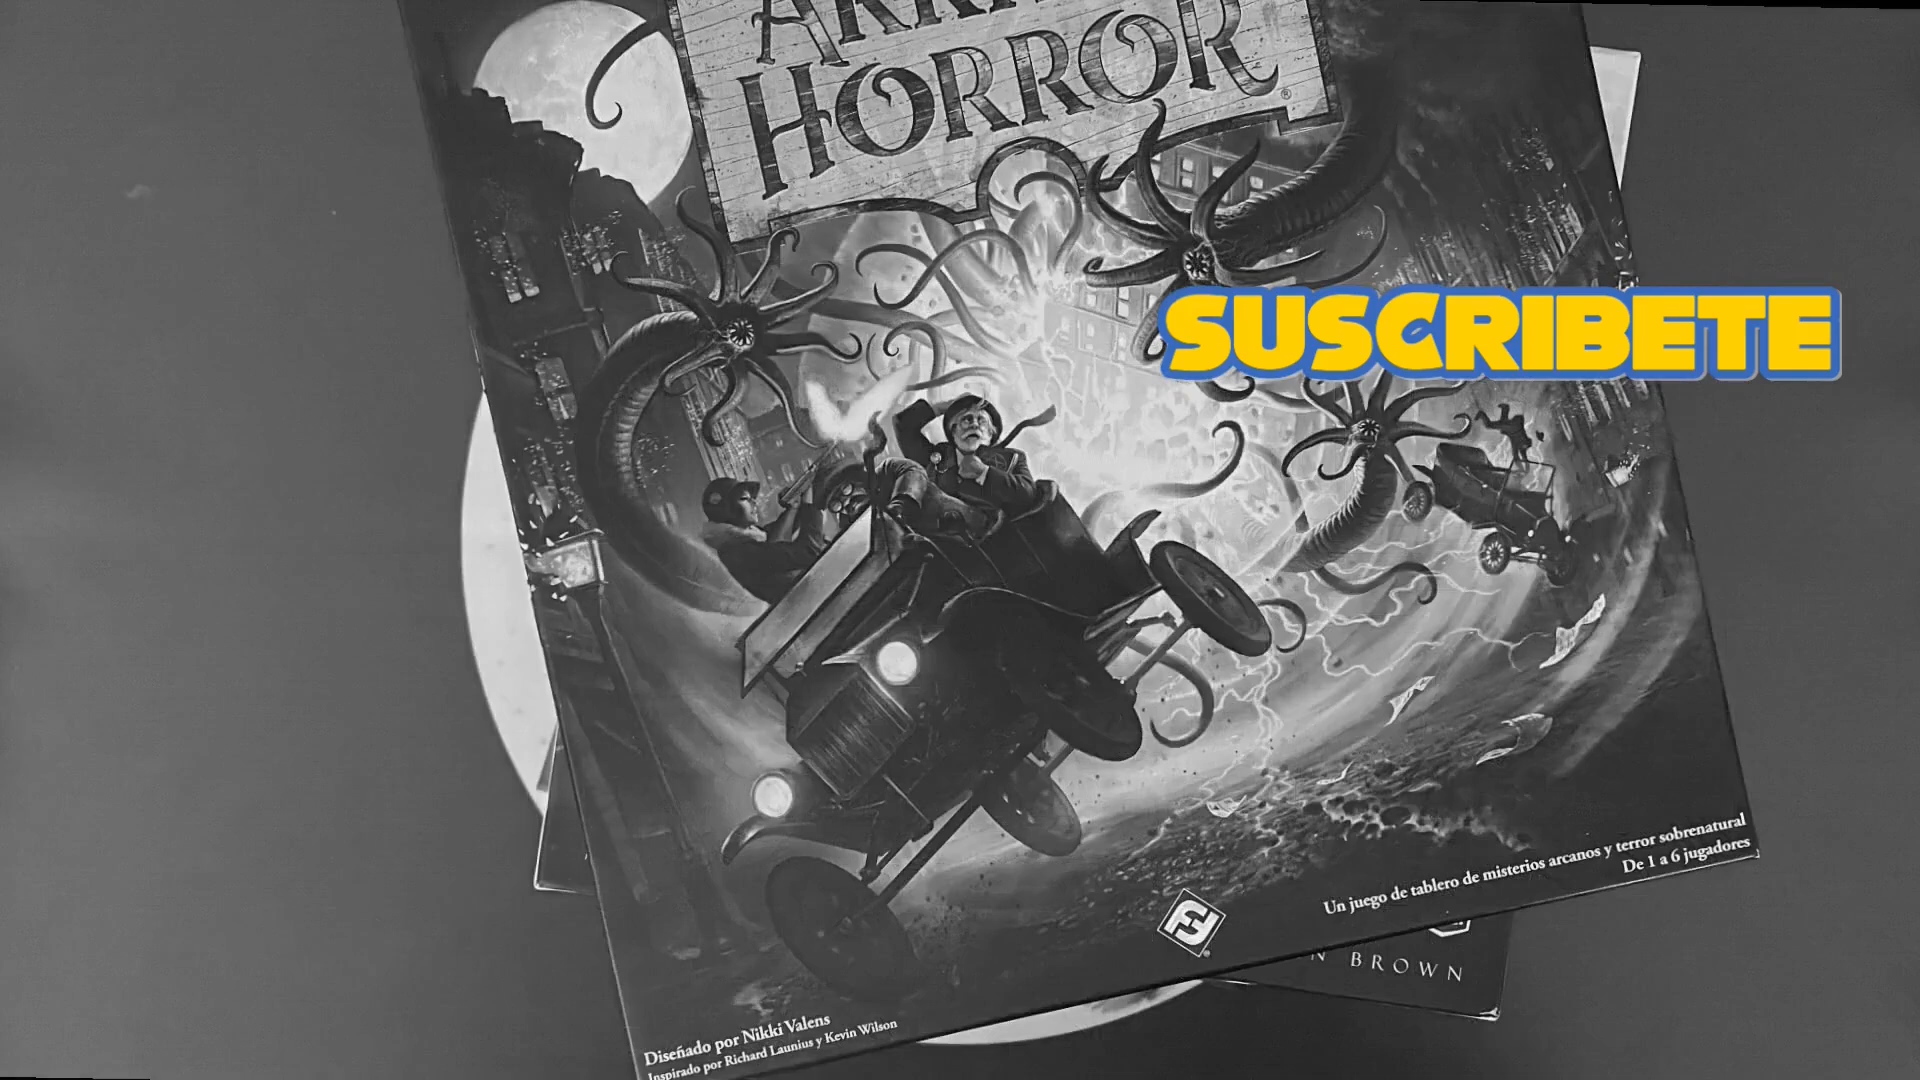 HORROR
SUSCRIBETE
Un juego de tablero de misterios arcanos y terror sobrenatural
De 1 a 6 jugadores
BROWN
Diseñado por Nikki Valens
Inspirado por Richard Launius y Kevin Wilson